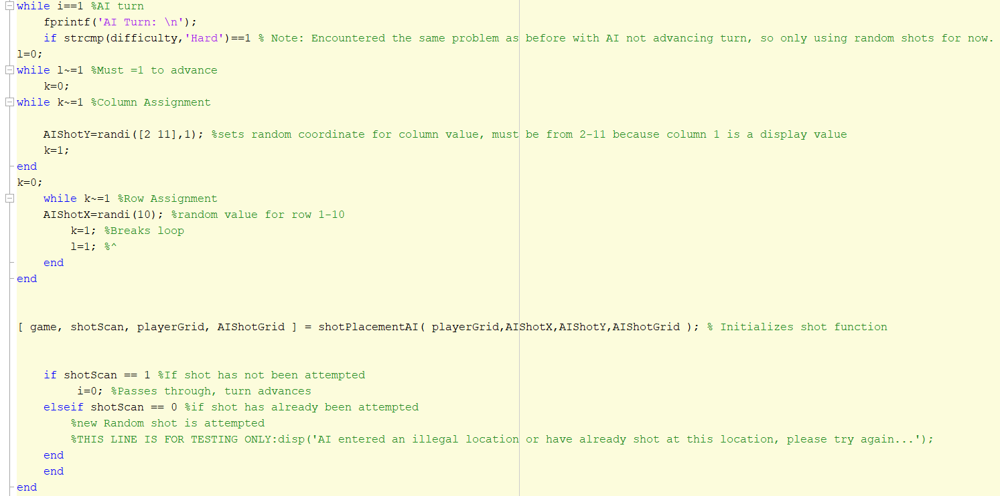 while i==1 %AI turn
fprintf('AI Turn: \n');
if strcmp(difficulty,'Hard')==1 % Note: Encountered the same problem as before with AI not advancing turn, so only using random shots for now.
l=0;
while l~=1 %Must =1 to advance
k=0;
while k~=1 %Column Assignment
AIShotY=randi([2 11],1); %sets random coordinate for column value, must be from 2-11 because column 1 is a display value
k=1;
end
k=0;
while k~=1 %Row Assignment
AIShotX=randi(10); %random value for row 1-10
k=1; %Breaks loop
l=1; %^
end
end
[ game, shotScan, playerGrid, AIShotGrid ] = shotPlacementAI( playerGrid,AIShotX,AIShotY,AIShotGrid ); % Initializes shot function
if shotScan == 1 %If shot has not been attempted
i=0; %Passes through, turn advances
elseif shotScan == 0 %if shot has already been attempted
%new Random shot is attempted
%THIS LINE IS FOR TESTING ONLY:disp('AI entered an illegal location or have already shot at this location, please try again...');
end
end
end